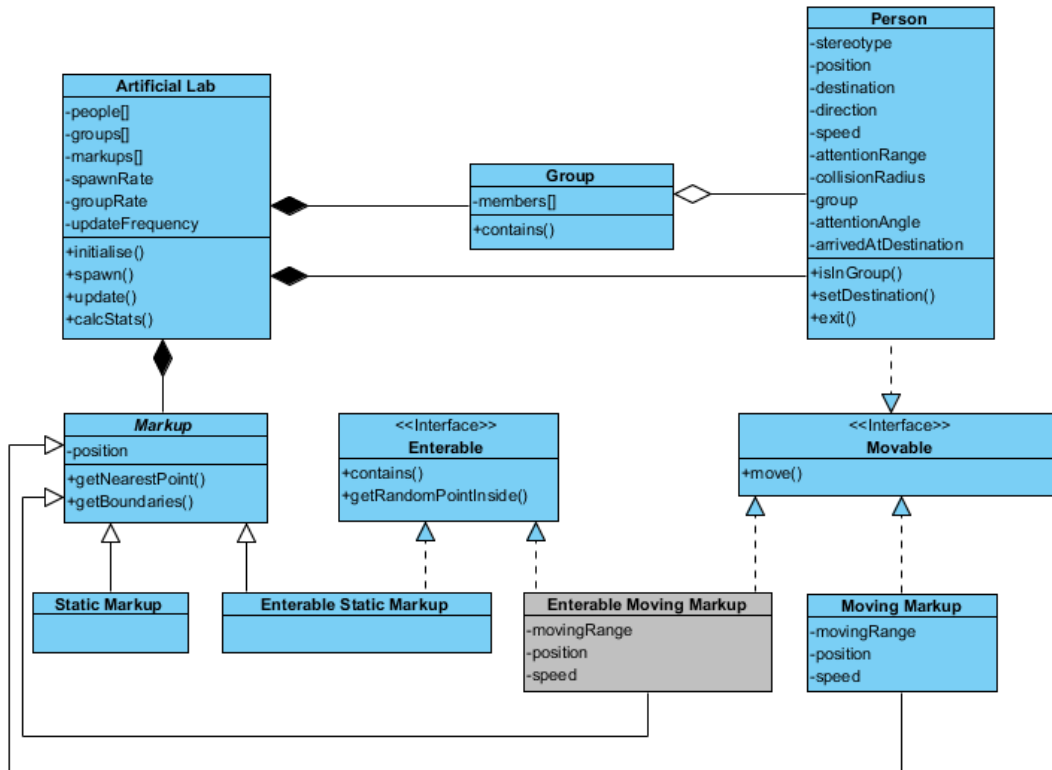 Person
-stereotype
-position
-destination
-direction
-speed
-attentionRange
-collisionRadius
-group
-attentionAngle
-arrivedAtDestination
+isInGroup()
+setDestination()
+exit()
Artificial Lab
-people[]
-groups[]
-markups[]
-spawnRate
-groupRate
-updateFrequency
+initialise()
+spawn()
+update()
+calcStats()
Group
-members[]
+contains()
Markup
-position
+getNearestPoint()
+getBoundaries()
<<Interface>>
Enterable
+contains()
+getRandomPointInside()
<<Interface>>
Movable
+move()
Static Markup
Enterable Static Markup
Enterable Moving Markup
-movingRange
-position
-speed
Moving Markup
-movingRange
-position
-speed